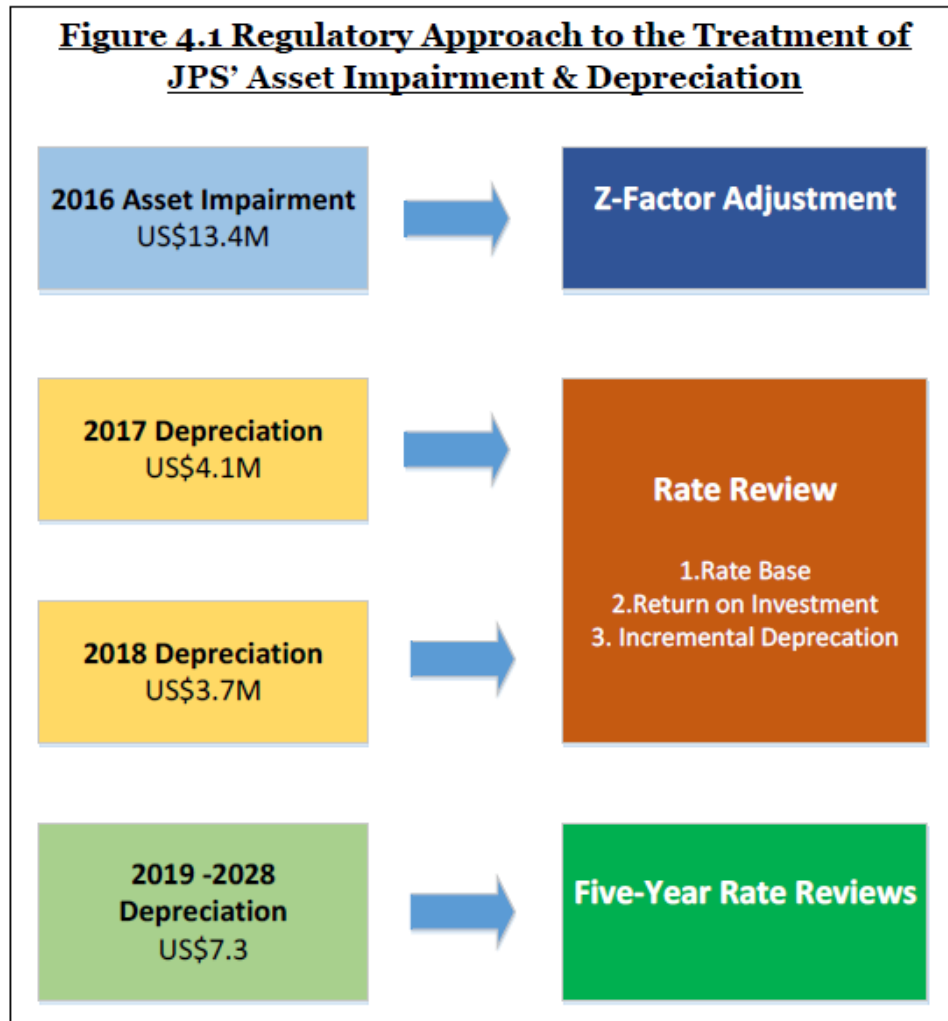 Figure 4.1 Regulatory Approach to the Treatment of
JPS’ Asset Impairment & Depreciation
2016 Asset Impairment
US$13.4M
Z-Factor Adjustment
2017 Depreciation
US$4.1M
2018 Depreciation
US$3.7M
Rate Review
1.Rate Base
2.Return on Investment
3. Incremental Deprecation
2019 -2028
Depreciation
US$7.3
Five-Year Rate Reviews